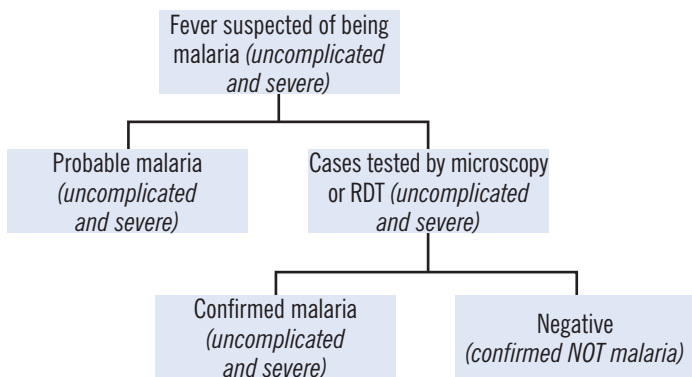 Fever suspected of being
malaria (uncomplicated
and severe)
Probable malaria
(uncomplicated
and severe)
Cases tested by microscopy
or RDT (uncomplicated
and severe)
Confirmed malaria
(uncomplicated
and severe)
Negative
(confirmed NOT malaria)